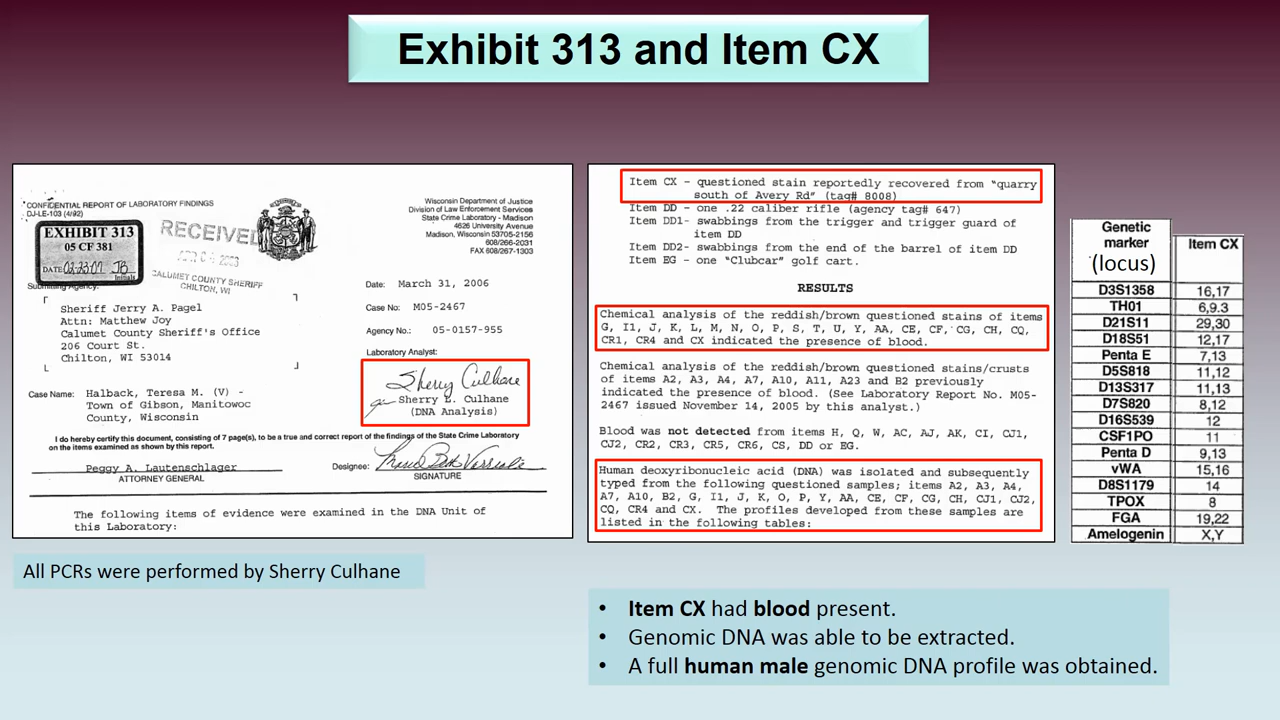 Exhibit 313 and Item CX
CONFIDENTIAL REPORT OF LABORATORY FINDINGS
DJ-LE-103 (4/92)
EXHIBIT 313
05 CF 381
DATE 02-23-07 JB
Initials
RECEIVED
CALUMET COUNTY SHERIFF
CHILTON, WI
Submitting Agency:
Sheriff Jerry A. Pagel
Attn: Matthew Joy
Calumet County Sheriff's Office
206 Court St.
Chilton, WI 53014
Wisconsin Department of Justice
Division of Law Enforcement Services
State Crime Laboratory - Madison
4626 University Avenue
Madison, Wisconsin 53705-2156
608/266-2031
FAX 608/267-1303
Date: March 31, 2006
Case No: M05-2467
Agency No.: 05-0157-955
Laboratory Analyst:
Sherry Culhane
Sherry L. Culhane
(DNA Analysis)
Case Name: Halback, Teresa M. (V) -
Town of Gibson, Manitowoc
County, Wisconsin
I do hereby certify this document, consisting of 7 page(s), to be a true and correct report of the findings of the State Crime Laboratory
on the items examined as shown by this report.
Peggy A. Lautenschlager
ATTORNEY GENERAL
Designee:
SIGNATURE
The following items of evidence were examined in the DNA Unit of
this Laboratory:
All PCRs were performed by Sherry Culhane
Item CX - questioned stain reportedly recovered from "quarry
south of Avery Rd" (tag# 8008)
Item DD - one .22 caliber rifle (agency tag# 647)
Item DD1- swabbings from the trigger and trigger guard of
item DD
Item DD2- swabbings from the end of the barrel of item DD
Item EG - one "Clubcar" golf cart.
RESULTS
Chemical analysis of the reddish/brown questioned stains of items
G, I1, J, K, L, M, N, O, P, S, T, U, Y, AA, CE, CF, CG, CH, CQ,
CR1, CR4 and CX indicated the presence of blood.
Chemical analysis of the reddish/brown questioned stains/crusts
of items A2, A3, A4, A7, A10, A11, A23 and B2 previously
indicated the presence of blood. (See Laboratory Report No. M05-
2467 issued November 14, 2005 by this analyst.)
Blood was not detected from items H, Q, W, AC, AJ, AK, CI, CJ1,
CJ2, CR2, CR3, CR5, CR6, CS, DD or EG.
Human deoxyribonucleic acid (DNA) was isolated and subsequently
typed from the following questioned samples; items A2, A3, A4,
A7, A10, B2, G, I1, J, K, O, P, Y, AA, CE, CF, CG, CH, CJ1, CJ2,
CQ, CR4 and CX. The profiles developed from these samples are
listed in the following tables:
Genetic marker (locus) Item CX
D3S1358 16,17
TH01 6,9.3
D21S11 29,30
D18S51 12,17
Penta E 7,13
D5S818 11,12
D13S317 11,13
D7S820 8,12
D16S539 12
CSF1PO 11
Penta D 9,13
vWA 15,16
D8S1179 14
TPOX 8
FGA 19,22
Amelogenin X,Y
• Item CX had blood present.
• Genomic DNA was able to be extracted.
• A full human male genomic DNA profile was obtained.